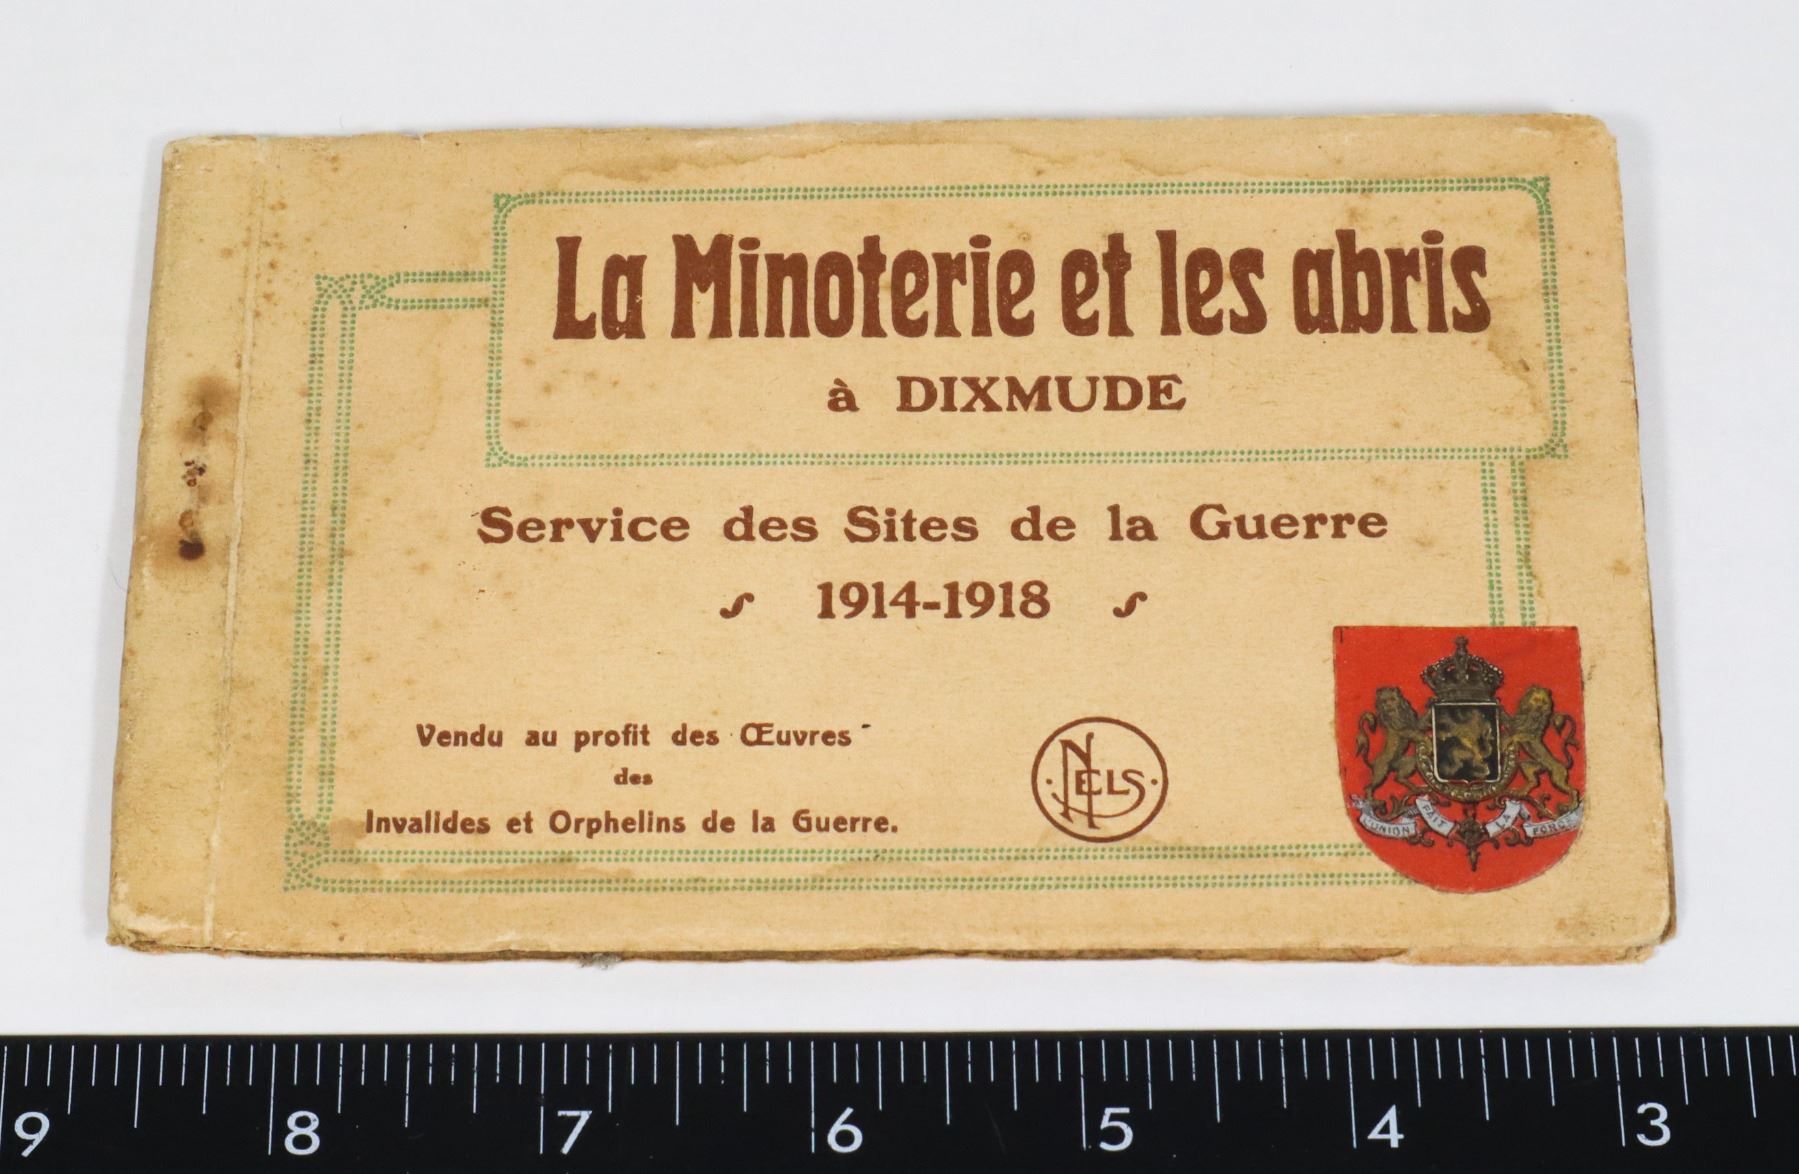 La Minoterie et les abris
à DIXMUDE
Service des Sites de la Guerre
1914-1918
Vendu au profit des Œuvres
des
Invalides et Orphelins de la Guerre.
NELS
L'UNION FAIT LA FORCE
9 8 7 6 5 4 3